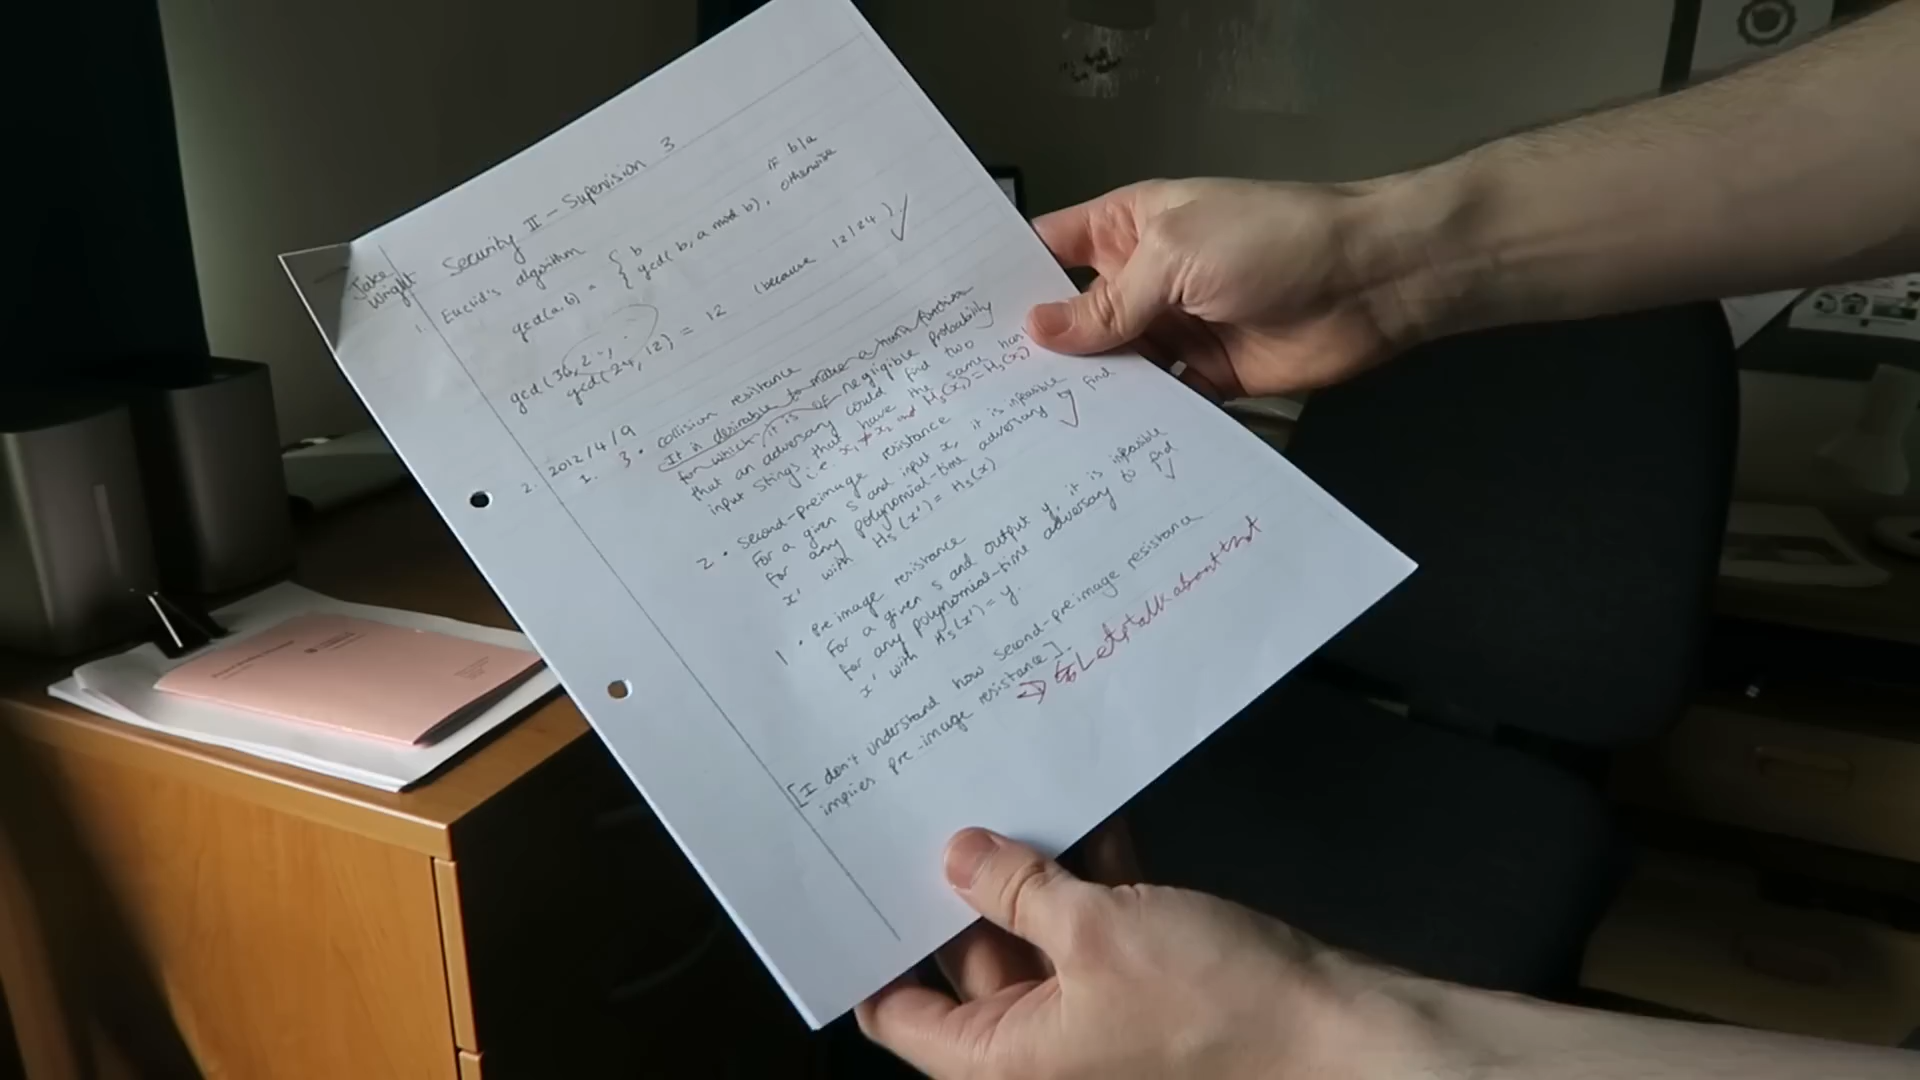 Jake
Wright
Security II - Supervision 3
1. Euclid's algorithm
gcd(a,b) = { b if b|a
{ gcd(b, a mod b), otherwise
gcd(36,
gcd(24, 12) = 12 (because 12|24)
2. 2012/4/9
1. 3 • collision resistance
It is desirable to make a hash function
for which it is of negligible probability
that an adversary could find two
input stings that have the same has
(i.e. x₁ ≠ x₂ and Hs(x₁) = Hs(x₂)
2 • second-preimage resistance
For a given s and input x, it is infeasible
for any polynomial-time adversary to find
x' with Hs(x') = Hs(x)
1 • pre image resistance
For a given s and output y, it is infeasible
for any polynomial-time adversary to find
x' with Hs(x') = y.
[I don't understand how second-preimage resistance
implies pre-image resistance].
Let's talk about that